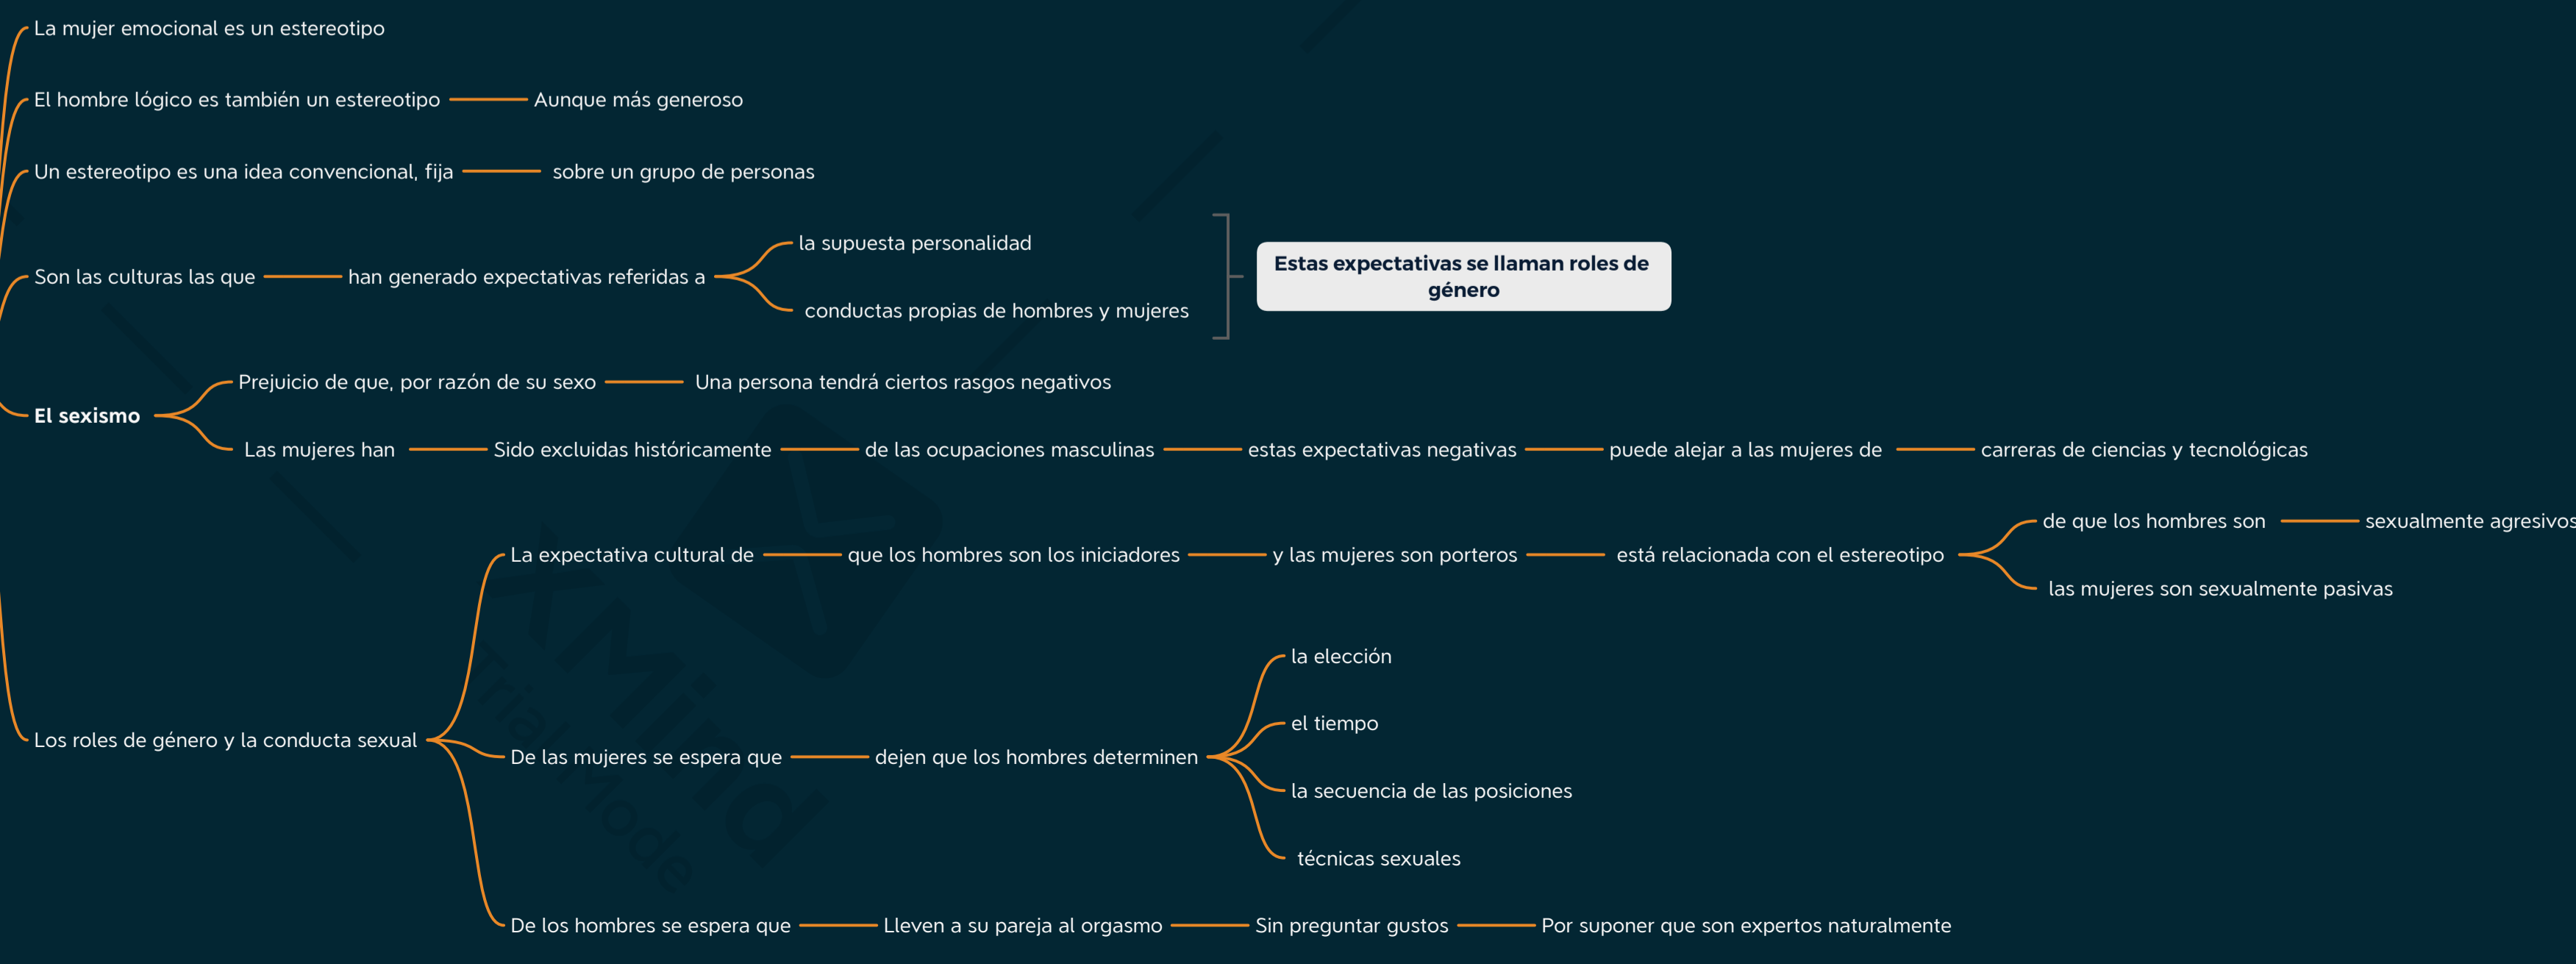 La mujer emocional es un estereotipo
El hombre lógico es también un estereotipo
Aunque más generoso
Un estereotipo es una idea convencional, fija
sobre un grupo de personas
Son las culturas las que
han generado expectativas referidas a
la supuesta personalidad
conductas propias de hombres y mujeres
Estas expectativas se llaman roles de
género
El sexismo
Prejuicio de que, por razón de su sexo
Una persona tendrá ciertos rasgos negativos
Las mujeres han
Sido excluidas históricamente
de las ocupaciones masculinas
estas expectativas negativas
puede alejar a las mujeres de
carreras de ciencias y tecnológicas
Los roles de género y la conducta sexual
La expectativa cultural de
que los hombres son los iniciadores
y las mujeres son porteros
está relacionada con el estereotipo
de que los hombres son
sexualmente agresivos
las mujeres son sexualmente pasivas
De las mujeres se espera que
dejen que los hombres determinen
la elección
el tiempo
la secuencia de las posiciones
técnicas sexuales
De los hombres se espera que
Lleven a su pareja al orgasmo
Sin preguntar gustos
Por suponer que son expertos naturalmente
XMind
Trial Mode